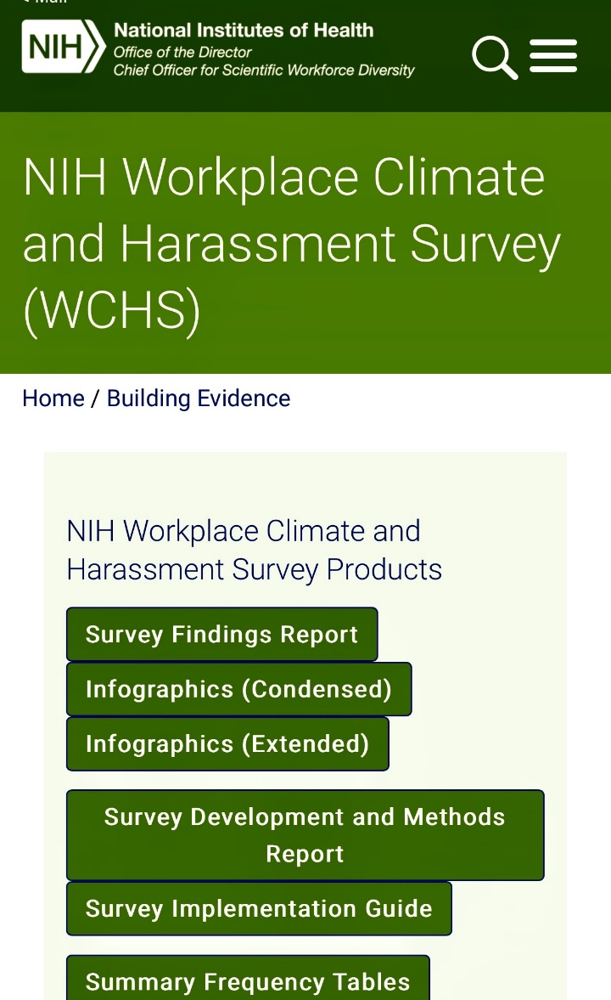 < Mail
National Institutes of Health
NIH
Office of the Director
Chief Officer for Scientific Workforce Diversity
NIH Workplace Climate
and Harassment Survey
(WCHS)
Home / Building Evidence
NIH Workplace Climate and
Harassment Survey Products
Survey Findings Report
Infographics (Condensed)
Infographics (Extended)
Survey Development and Methods
Report
Survey Implementation Guide
Summary Frequency Tables